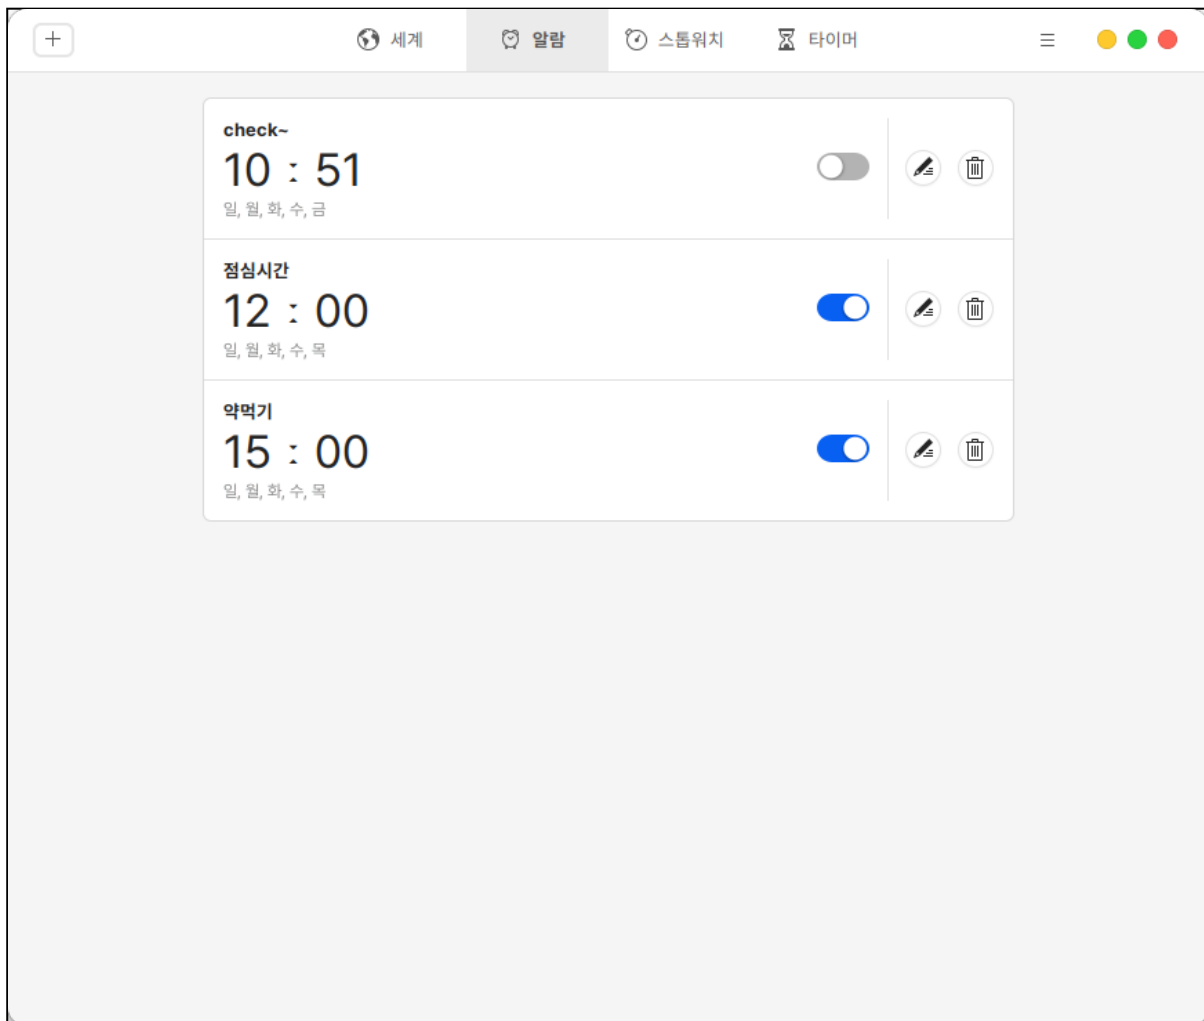 세계 알람 스톱워치 타이머
check~
10 : 51
일, 월, 화, 수, 금
점심시간
12 : 00
일, 월, 화, 수, 목
약먹기
15 : 00
일, 월, 화, 수, 목